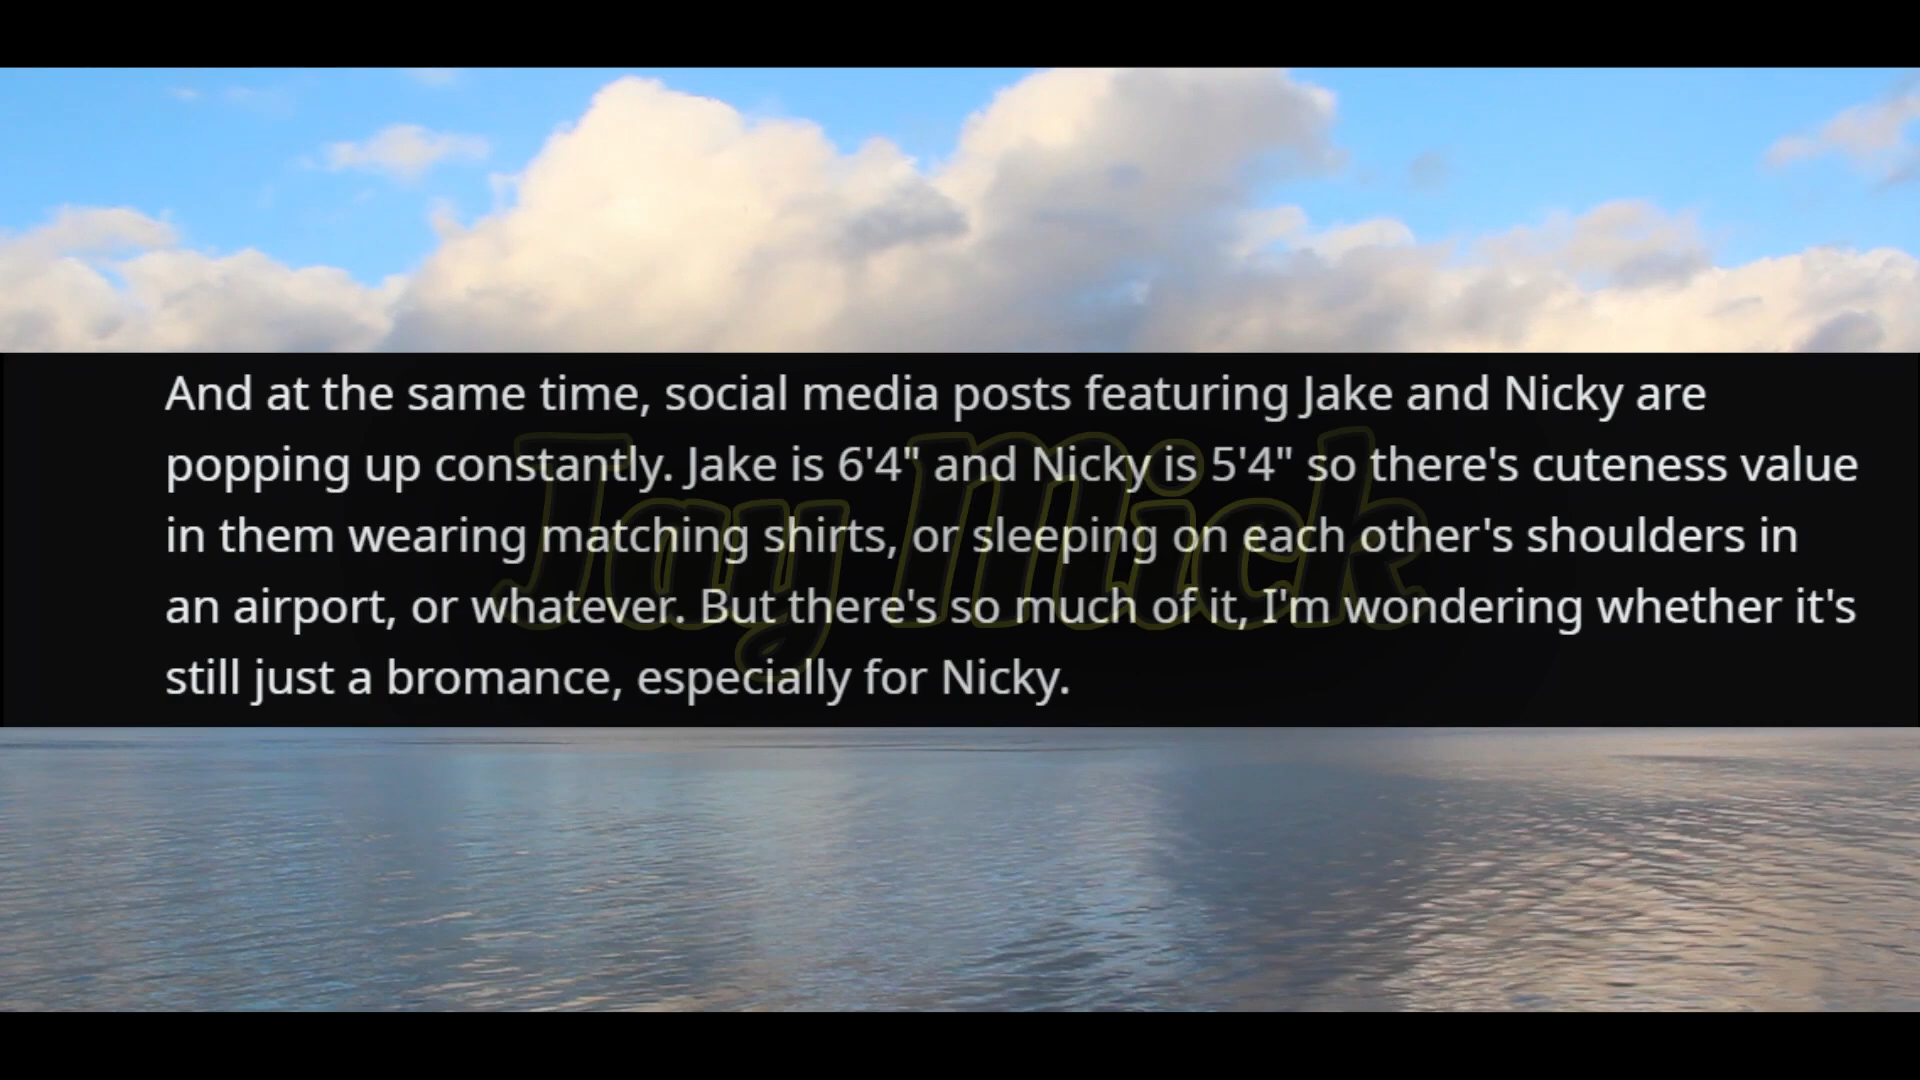 And at the same time, social media posts featuring Jake and Nicky are
popping up constantly. Jake is 6'4" and Nicky is 5'4" so there's cuteness value
in them wearing matching shirts, or sleeping on each other's shoulders in
an airport, or whatever. But there's so much of it, I'm wondering whether it's
still just a bromance, especially for Nicky.
Jay Mick